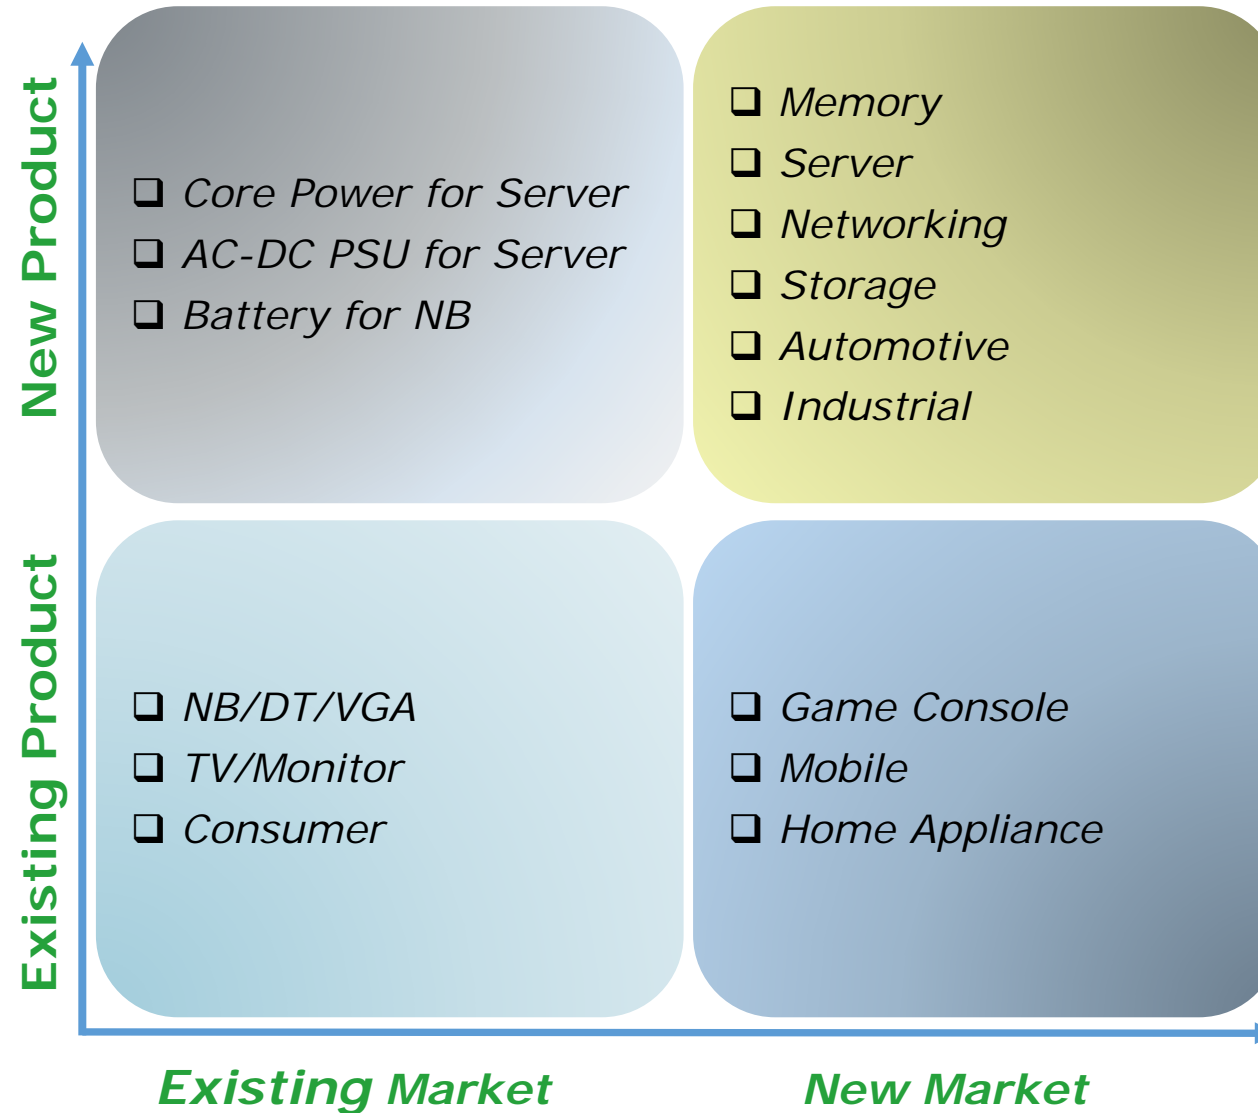 New Product
❑ Core Power for Server
❑ AC-DC PSU for Server
❑ Battery for NB
❑ Memory
❑ Server
❑ Networking
❑ Storage
❑ Automotive
❑ Industrial
Existing Product
❑ NB/DT/VGA
❑ TV/Monitor
❑ Consumer
❑ Game Console
❑ Mobile
❑ Home Appliance
Existing Market
New Market